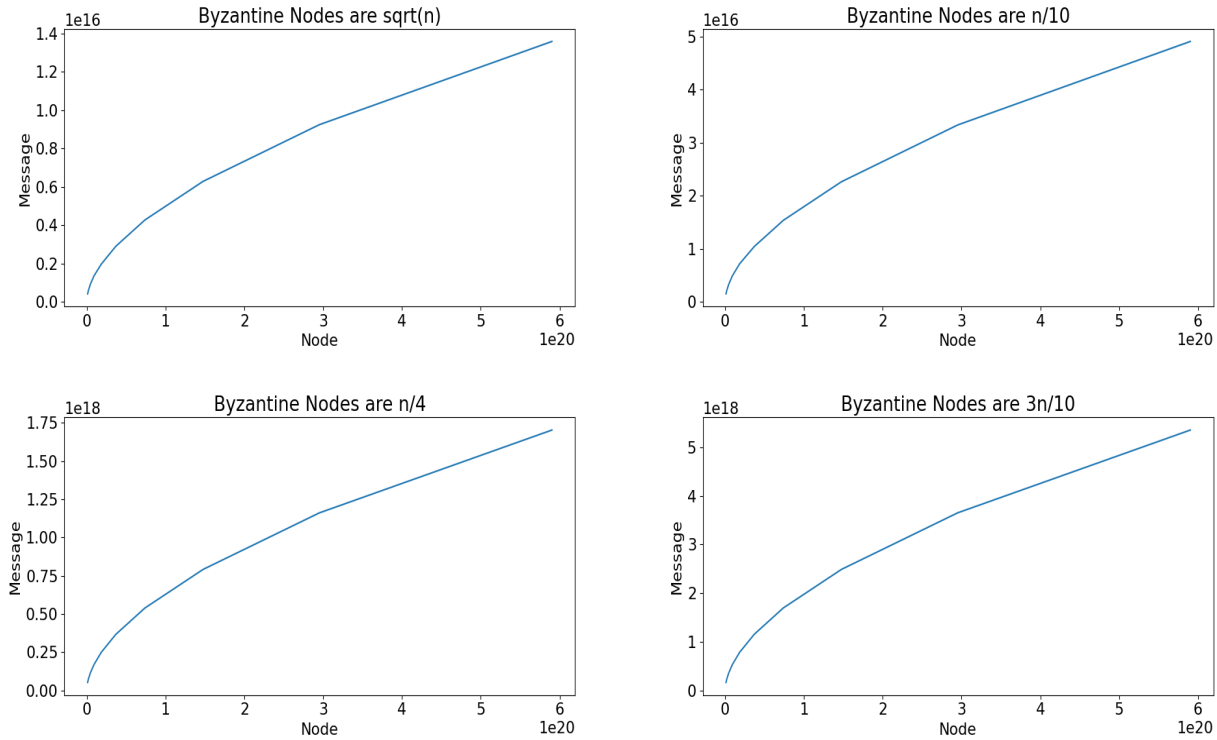 Byzantine Nodes are sqrt(n)
1e16
1.4
1.2
1.0
0.8
0.6
0.4
0.2
0.0
Message
0 1 2 3 4 5 6
1e20
Node
Byzantine Nodes are n/10
1e16
5
4
3
2
1
0
Message
0 1 2 3 4 5 6
1e20
Node
Byzantine Nodes are n/4
1e18
1.75
1.50
1.25
1.00
0.75
0.50
0.25
0.00
Message
0 1 2 3 4 5 6
1e20
Node
Byzantine Nodes are 3n/10
1e18
5
4
3
2
1
0
Message
0 1 2 3 4 5 6
1e20
Node